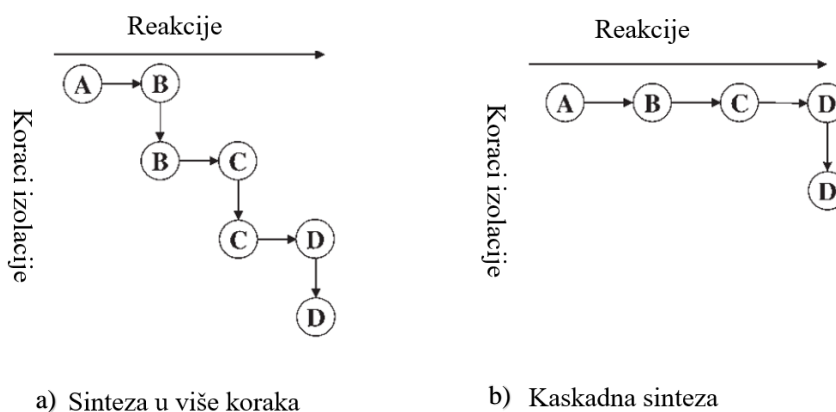 Reakcije
Koraci izolacije
A B
B C
C D
D
a) Sinteza u više koraka
Reakcije
Koraci izolacije
A B C D
D
b) Kaskadna sinteza